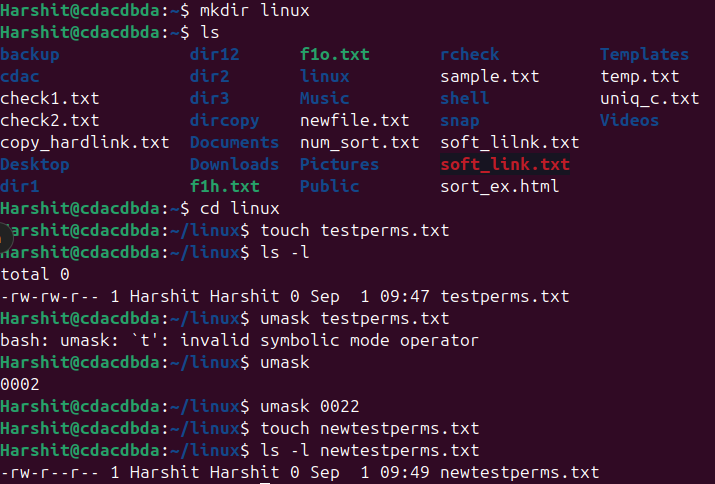 Harshit@cdacdbda:~$ mkdir linux
Harshit@cdacdbda:~$ ls
backup dir12 f1o.txt rcheck Templates
cdac dir2 linux sample.txt temp.txt
check1.txt dir3 Music shell uniq_c.txt
check2.txt dircopy newfile.txt snap Videos
copy_hardlink.txt Documents num_sort.txt soft_lilnk.txt
Desktop Downloads Pictures soft_link.txt
dir1 f1h.txt Public sort_ex.html
Harshit@cdacdbda:~$ cd linux
Harshit@cdacdbda:~/linux$ touch testperms.txt
Harshit@cdacdbda:~/linux$ ls -l
total 0
-rw-rw-r-- 1 Harshit Harshit 0 Sep  1 09:47 testperms.txt
Harshit@cdacdbda:~/linux$ umask testperms.txt
bash: umask: `t': invalid symbolic mode operator
Harshit@cdacdbda:~/linux$ umask
0002
Harshit@cdacdbda:~/linux$ umask 0022
Harshit@cdacdbda:~/linux$ touch newtestperms.txt
Harshit@cdacdbda:~/linux$ ls -l newtestperms.txt
-rw-r--r-- 1 Harshit Harshit 0 Sep  1 09:49 newtestperms.txt